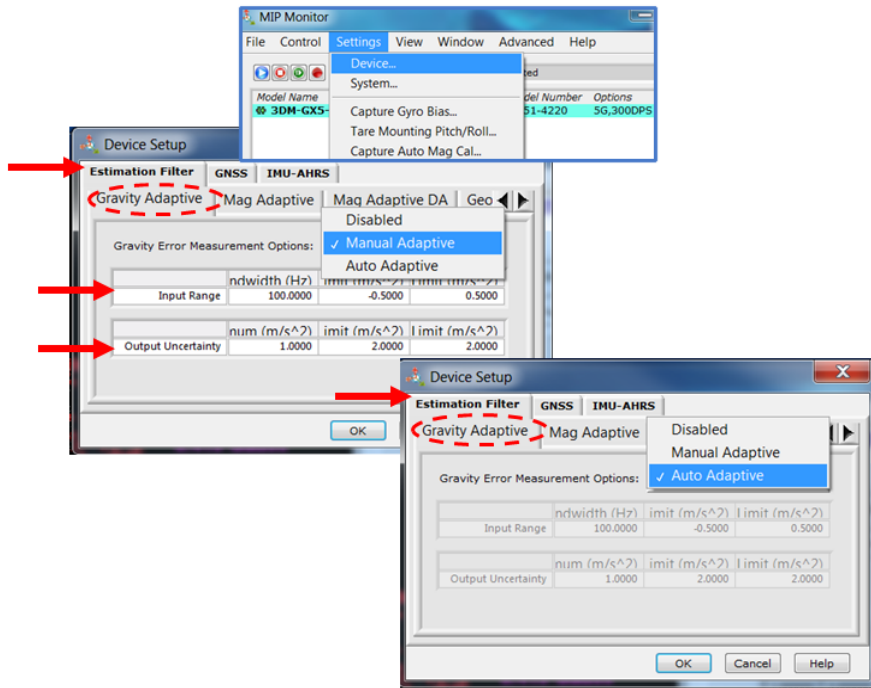 MIP Monitor
File Control Settings View Window Advanced Help
Device...
System...
Capture Gyro Bias...
Tare Mounting Pitch/Roll...
Capture Auto Mag Cal...
ted
Model Name del Number Options
3DM-GX5- 51-4220 5G,300DPS
Device Setup
Estimation Filter GNSS IMU-AHRS
Gravity Adaptive Mag Adaptive Mag Adaptive DA Geo
Disabled
Gravity Error Measurement Options: ✓ Manual Adaptive
Auto Adaptive
ndwidth (Hz) imit (m/s^2) Limit (m/s^2)
Input Range 100.0000 -0.5000 0.5000
num (m/s^2) imit (m/s^2) Limit (m/s^2)
Output Uncertainty 1.0000 2.0000 2.0000
OK
Device Setup
Estimation Filter GNSS IMU-AHRS
Gravity Adaptive Mag Adaptive
Disabled
Manual Adaptive
Gravity Error Measurement Options: ✓ Auto Adaptive
ndwidth (Hz) imit (m/s^2) Limit (m/s^2)
Input Range 100.0000 -0.5000 0.5000
num (m/s^2) imit (m/s^2) Limit (m/s^2)
Output Uncertainty 1.0000 2.0000 2.0000
OK Cancel Help